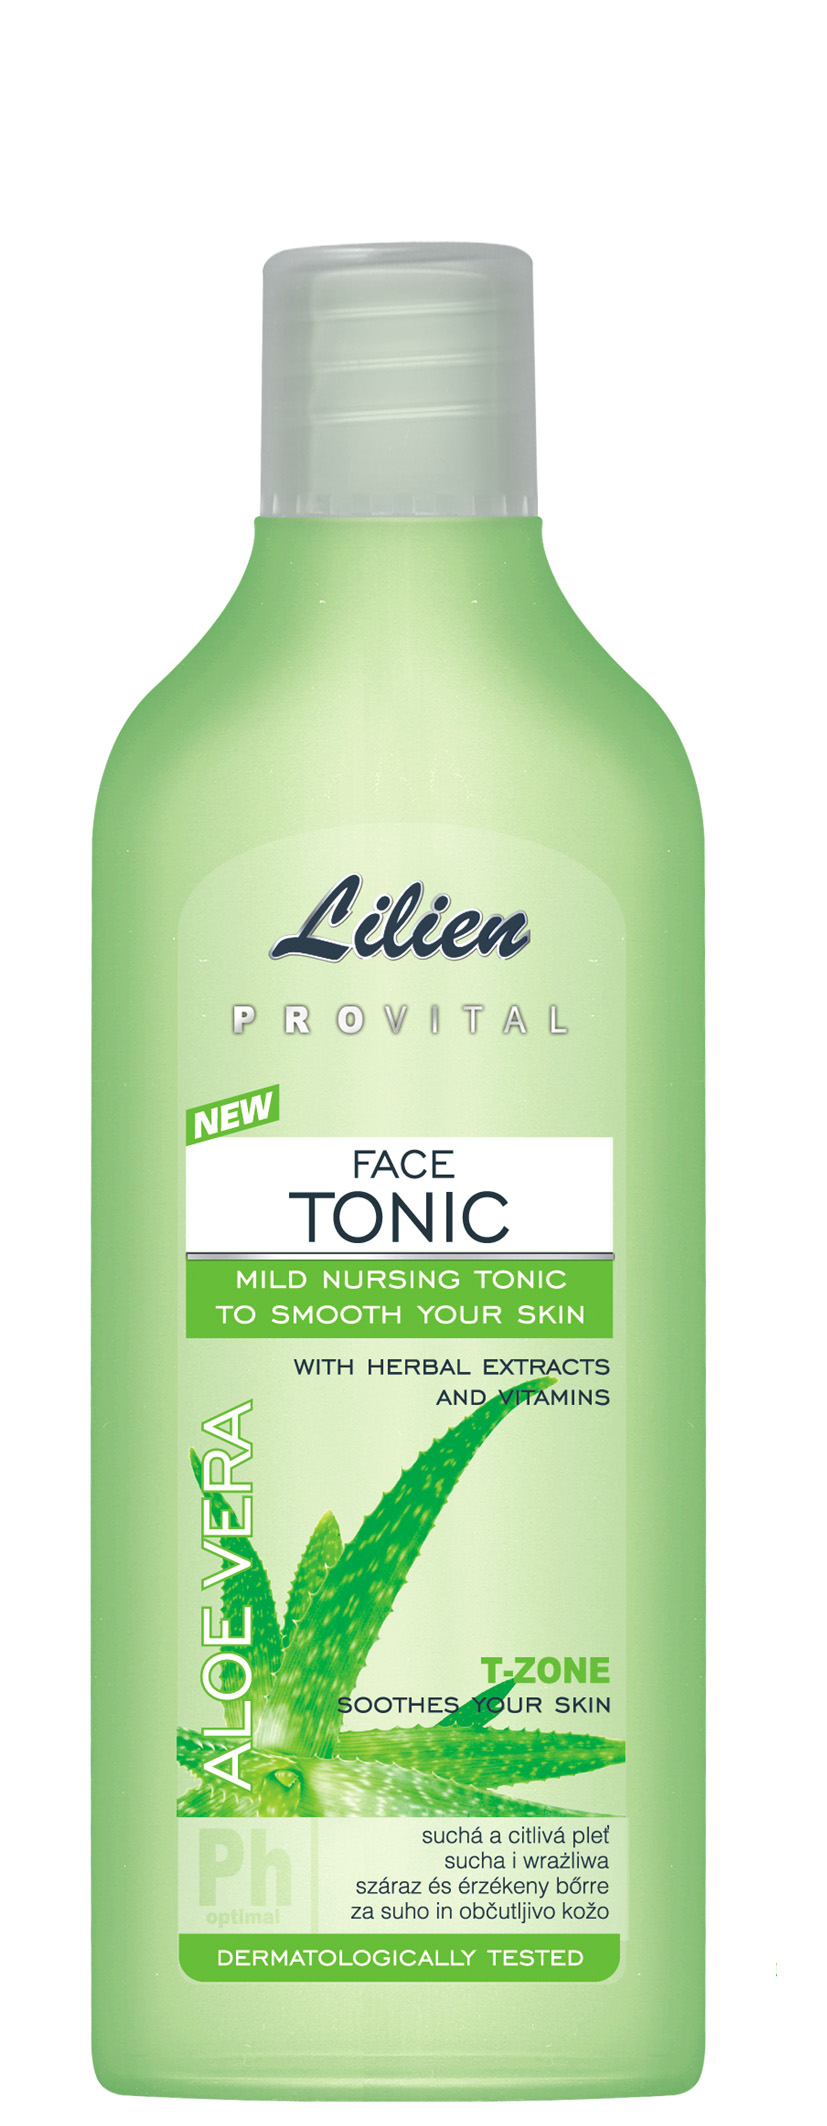 Lilien
PROVITAL
NEW
FACE
TONIC
MILD NURSING TONIC
TO SMOOTH YOUR SKIN
WITH HERBAL EXTRACTS
AND VITAMINS
ALOE VERA
T-ZONE
SOOTHES YOUR SKIN
Ph
optimal
suchá a citlivá pleť
sucha i wrażliwa
száraz és érzékeny bőrre
za suho in občutljivo kožo
DERMATOLOGICALLY TESTED